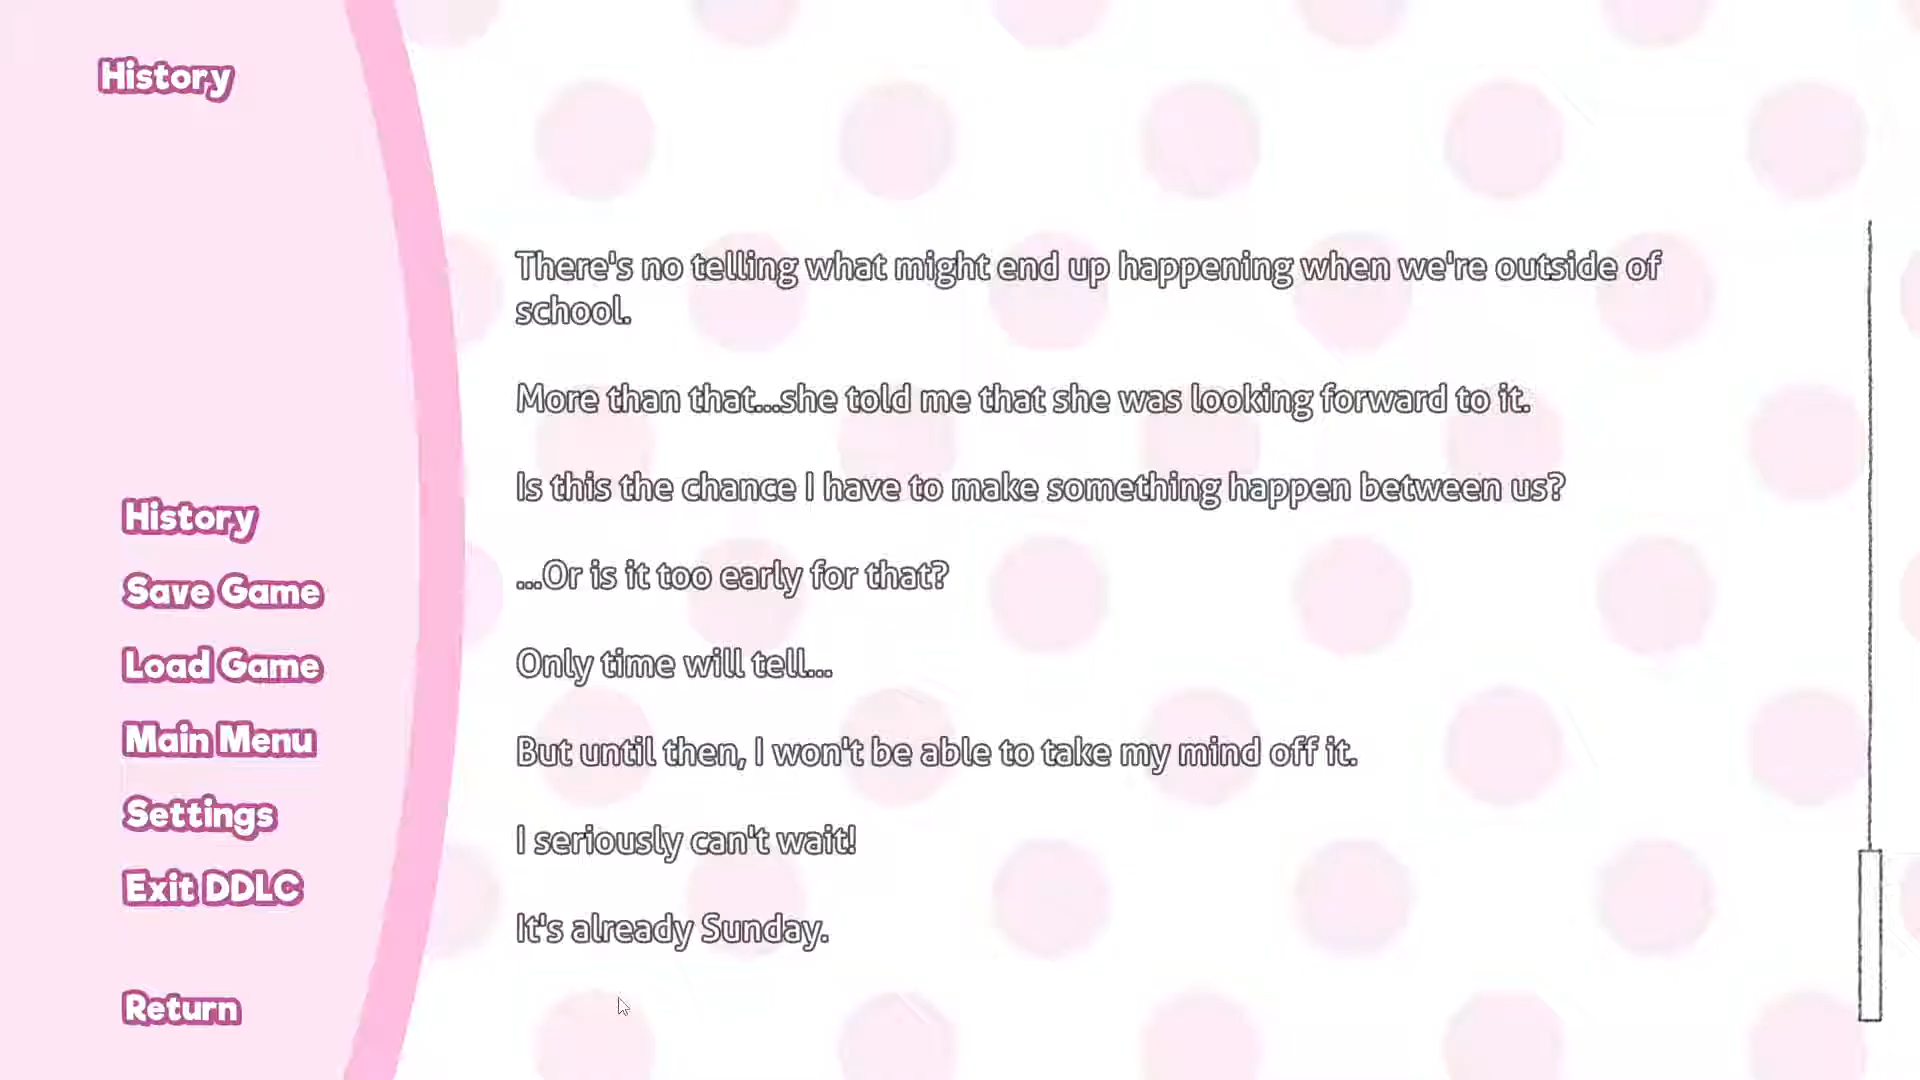 History
There's no telling what might end up happening when we're outside of
school.
More than that...she told me that she was looking forward to it.
Is this the chance I have to make something happen between us?
...Or is it too early for that?
Only time will tell...
But until then, I won't be able to take my mind off it.
I seriously can't wait!
It's already Sunday.
History
Save Game
Load Game
Main Menu
Settings
Exit DDLC
Return